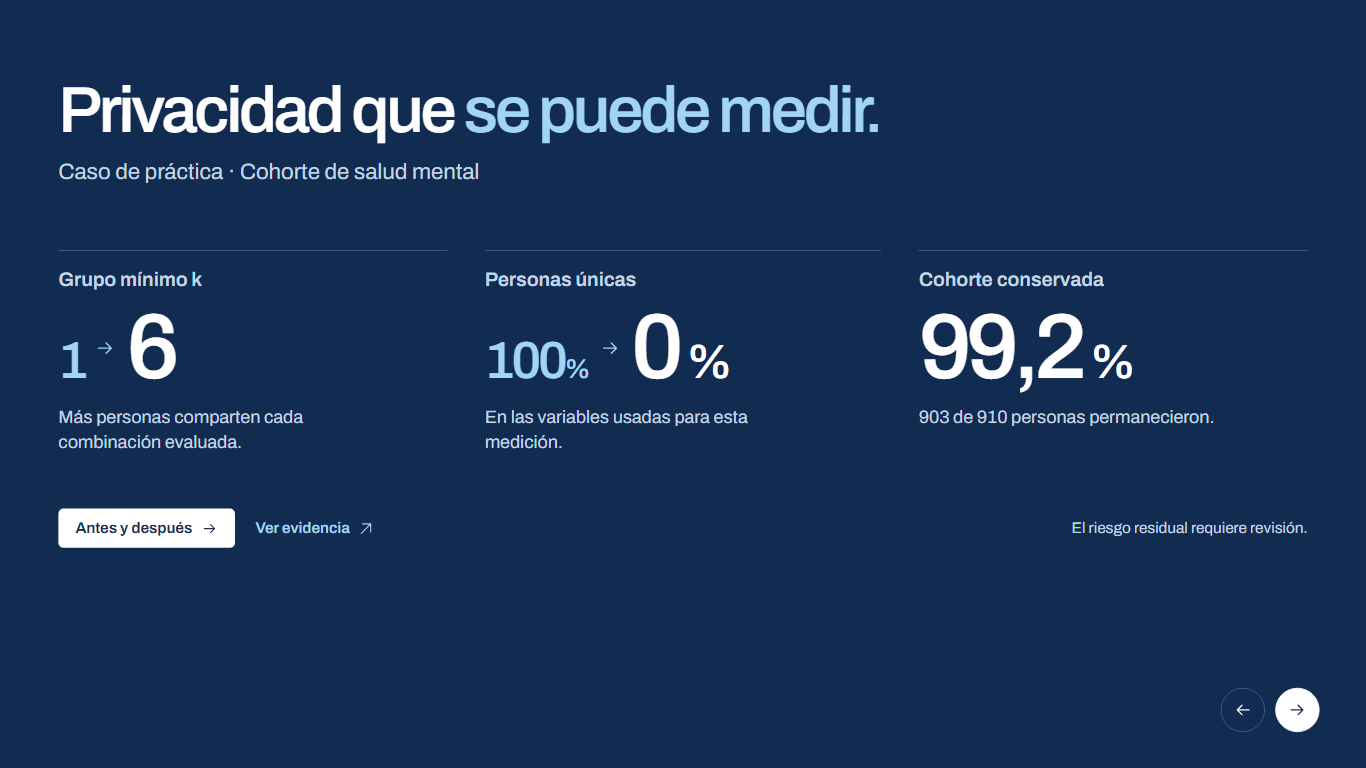 Privacidad que se puede medir.
Caso de práctica · Cohorte de salud mental
Grupo mínimo k
1 → 6
Más personas comparten cada
combinación evaluada.
Personas únicas
100% → 0 %
En las variables usadas para esta
medición.
Cohorte conservada
99,2 %
903 de 910 personas permanecieron.
Antes y después →
Ver evidencia ↗
El riesgo residual requiere revisión.
← →